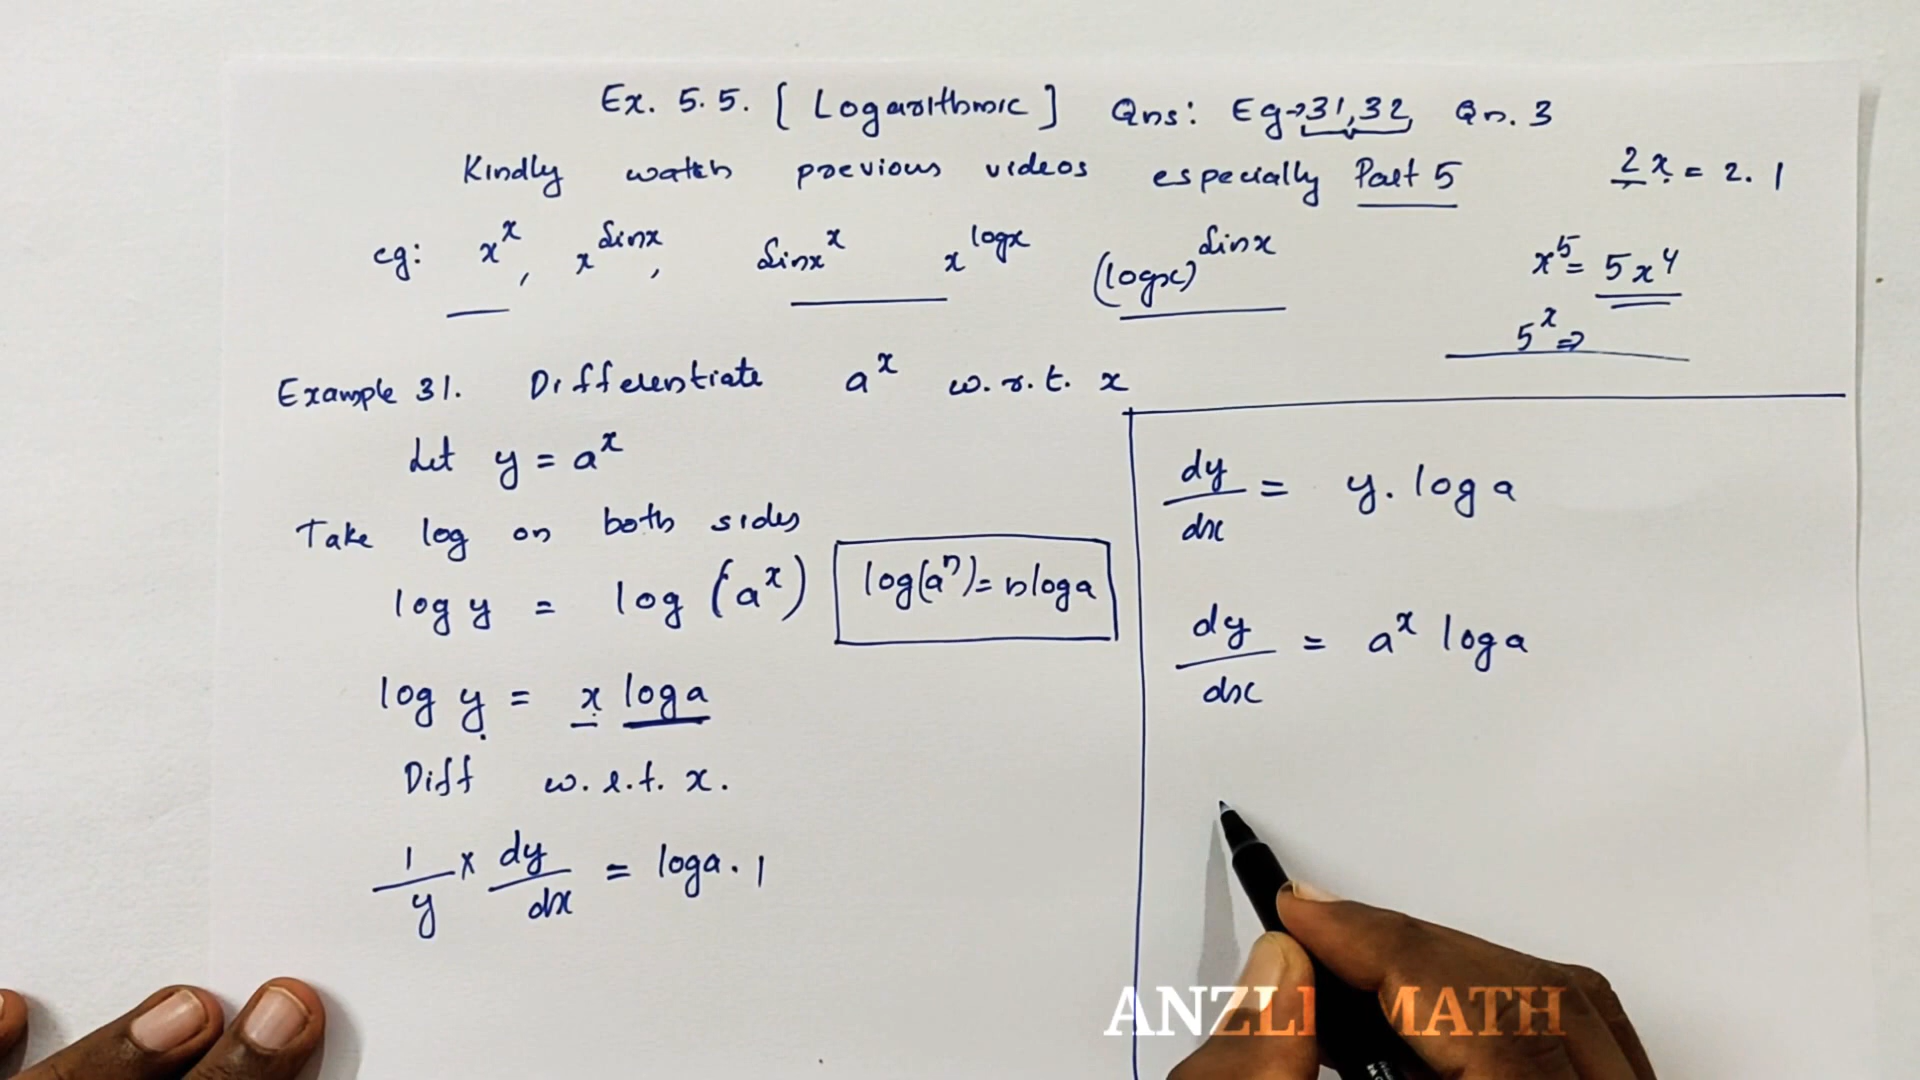 Ex. 5.5. [Logarithmic] Qns: Eg→31,32, Qn. 3
Kindly watch previous videos especially Part 5
2x = 2.1
eg: x^x, x^sinx, sinx^x x^logx (logx)^sinx
x^5 = 5x^4
5^x ⇒
Example 31. Differentiate a^x w.r.t. x
Let y = a^x
Take log on both sides
log y = log (a^x)
log(a^n) = n log a
log y = x log a
Diff w.r.t. x.
1/y × dy/dx = log a . 1
dy/dx = y. log a
dy/dx = a^x log a
ANZL MATH